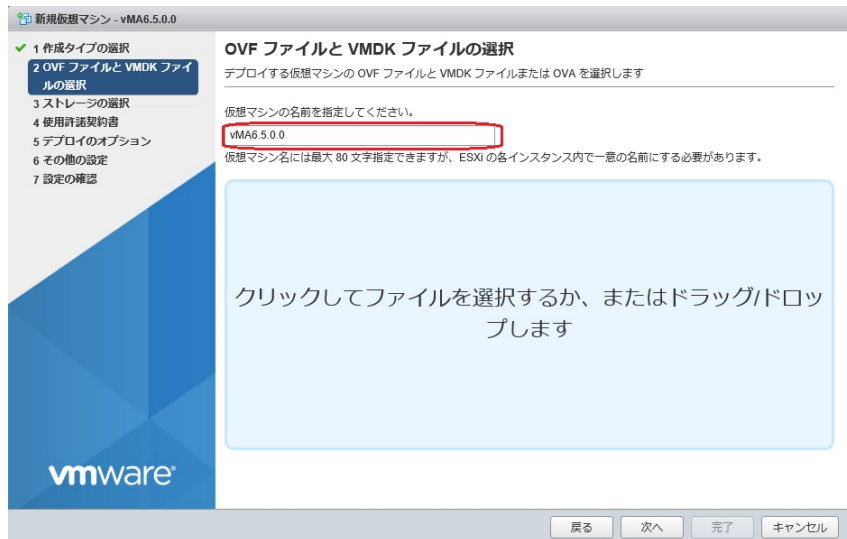 新規仮想マシン - vMA6.5.0.0
1 作成タイプの選択
2 OVF ファイルと VMDK ファイ
ルの選択
3 ストレージの選択
4 使用許諾契約書
5 デプロイのオプション
6 その他の設定
7 設定の確認
vmware
OVF ファイルと VMDK ファイルの選択
デプロイする仮想マシンの OVF ファイルと VMDK ファイルまたは OVA を選択します
仮想マシンの名前を指定してください。
vMA6.5.0.0
仮想マシン名には最大 80 文字指定できますが、ESXi の各インスタンス内で一意の名前にする必要があります。
クリックしてファイルを選択するか、またはドラッグ/ドロッ
プします
戻る 次へ 完了 キャンセル